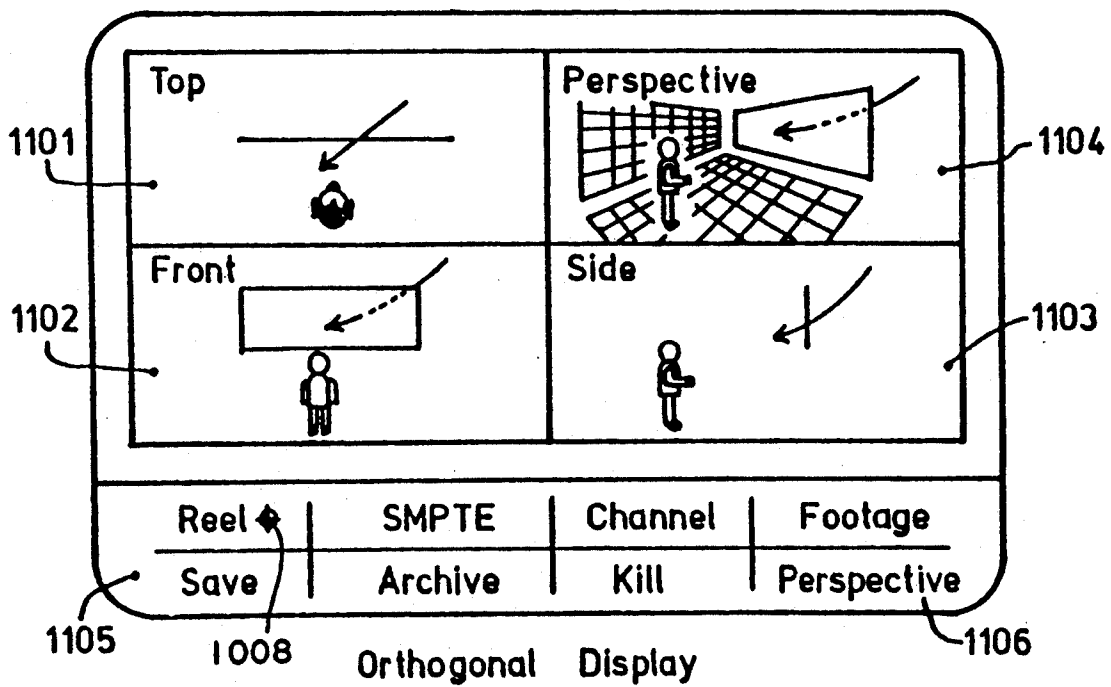 Top
Perspective
1101
1104
Front
Side
1102
1103
Reel SMPTE Channel Footage
Save Archive Kill Perspective
1105
1008
1106
Orthogonal Display